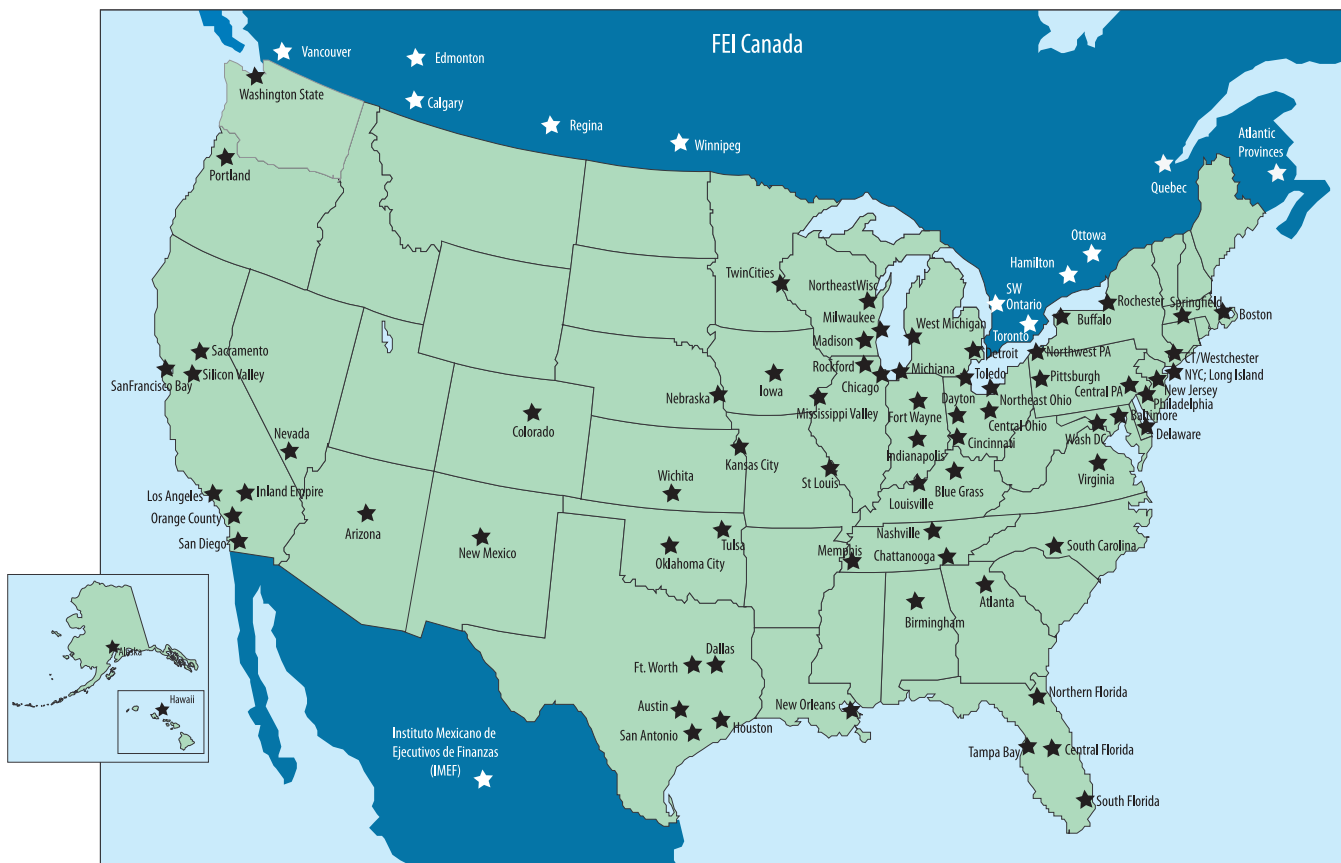 FEI Canada
Vancouver
Edmonton
Washington State
Calgary
Regina
Winnipeg
Atlantic
Provinces
Quebec
Portland
Ottowa
Hamilton
TwinCities
NortheastWisc
SW
Ontario
Rochester
Springfield
Boston
Milwaukee
West Michigan
Buffalo
Toronto
Madison
Detroit
Northwest PA
Sacramento
CT/Westchester
SanFrancisco Bay
Silicon Valley
Rockford
Chicago
Michiana
Toledo
Pittsburgh
NYC; Long Island
Iowa
Dayton
Northeast Ohio
Central PA
New Jersey
Nebraska
Mississippi Valley
Fort Wayne
Philadelphia
Colorado
Central Ohio
Baltimore
Nevada
Kansas City
Indianapolis
Cincinnati
Wash DC
Delaware
Wichita
St Louis
Blue Grass
Virginia
Los Angeles
Inland Empire
Louisville
Orange County
Arizona
San Diego
New Mexico
Tulsa
Oklahoma City
Nashville
Memphis
Chattanooga
South Carolina
Atlanta
Birmingham
Alaska
Hawaii
Dallas
Ft. Worth
Northern Florida
Austin
New Orleans
Houston
San Antonio
Instituto Mexicano de
Ejecutivos de Finanzas
(IMEF)
Tampa Bay
Central Florida
South Florida